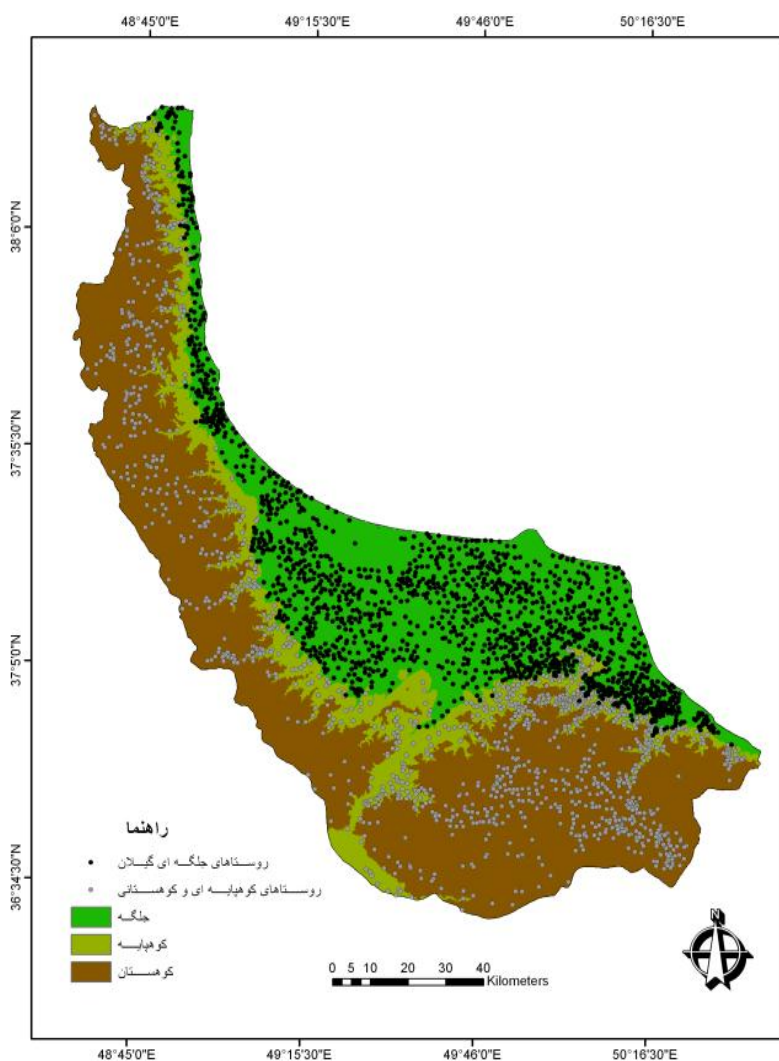 48°45'0"E 49°15'30"E 49°46'0"E 50°16'30"E
38°6'0"N
37°35'30"N
37°5'0"N
36°34'30"N
راهنما
روستاهای جلگه ای گیلان
روستاهای کوهپایه ای و کوهستانی
جلگه
کوهپایه
کوهستان
N
0 5 10 20 30 40
Kilometers
48°45'0"E 49°15'30"E 49°46'0"E 50°16'30"E